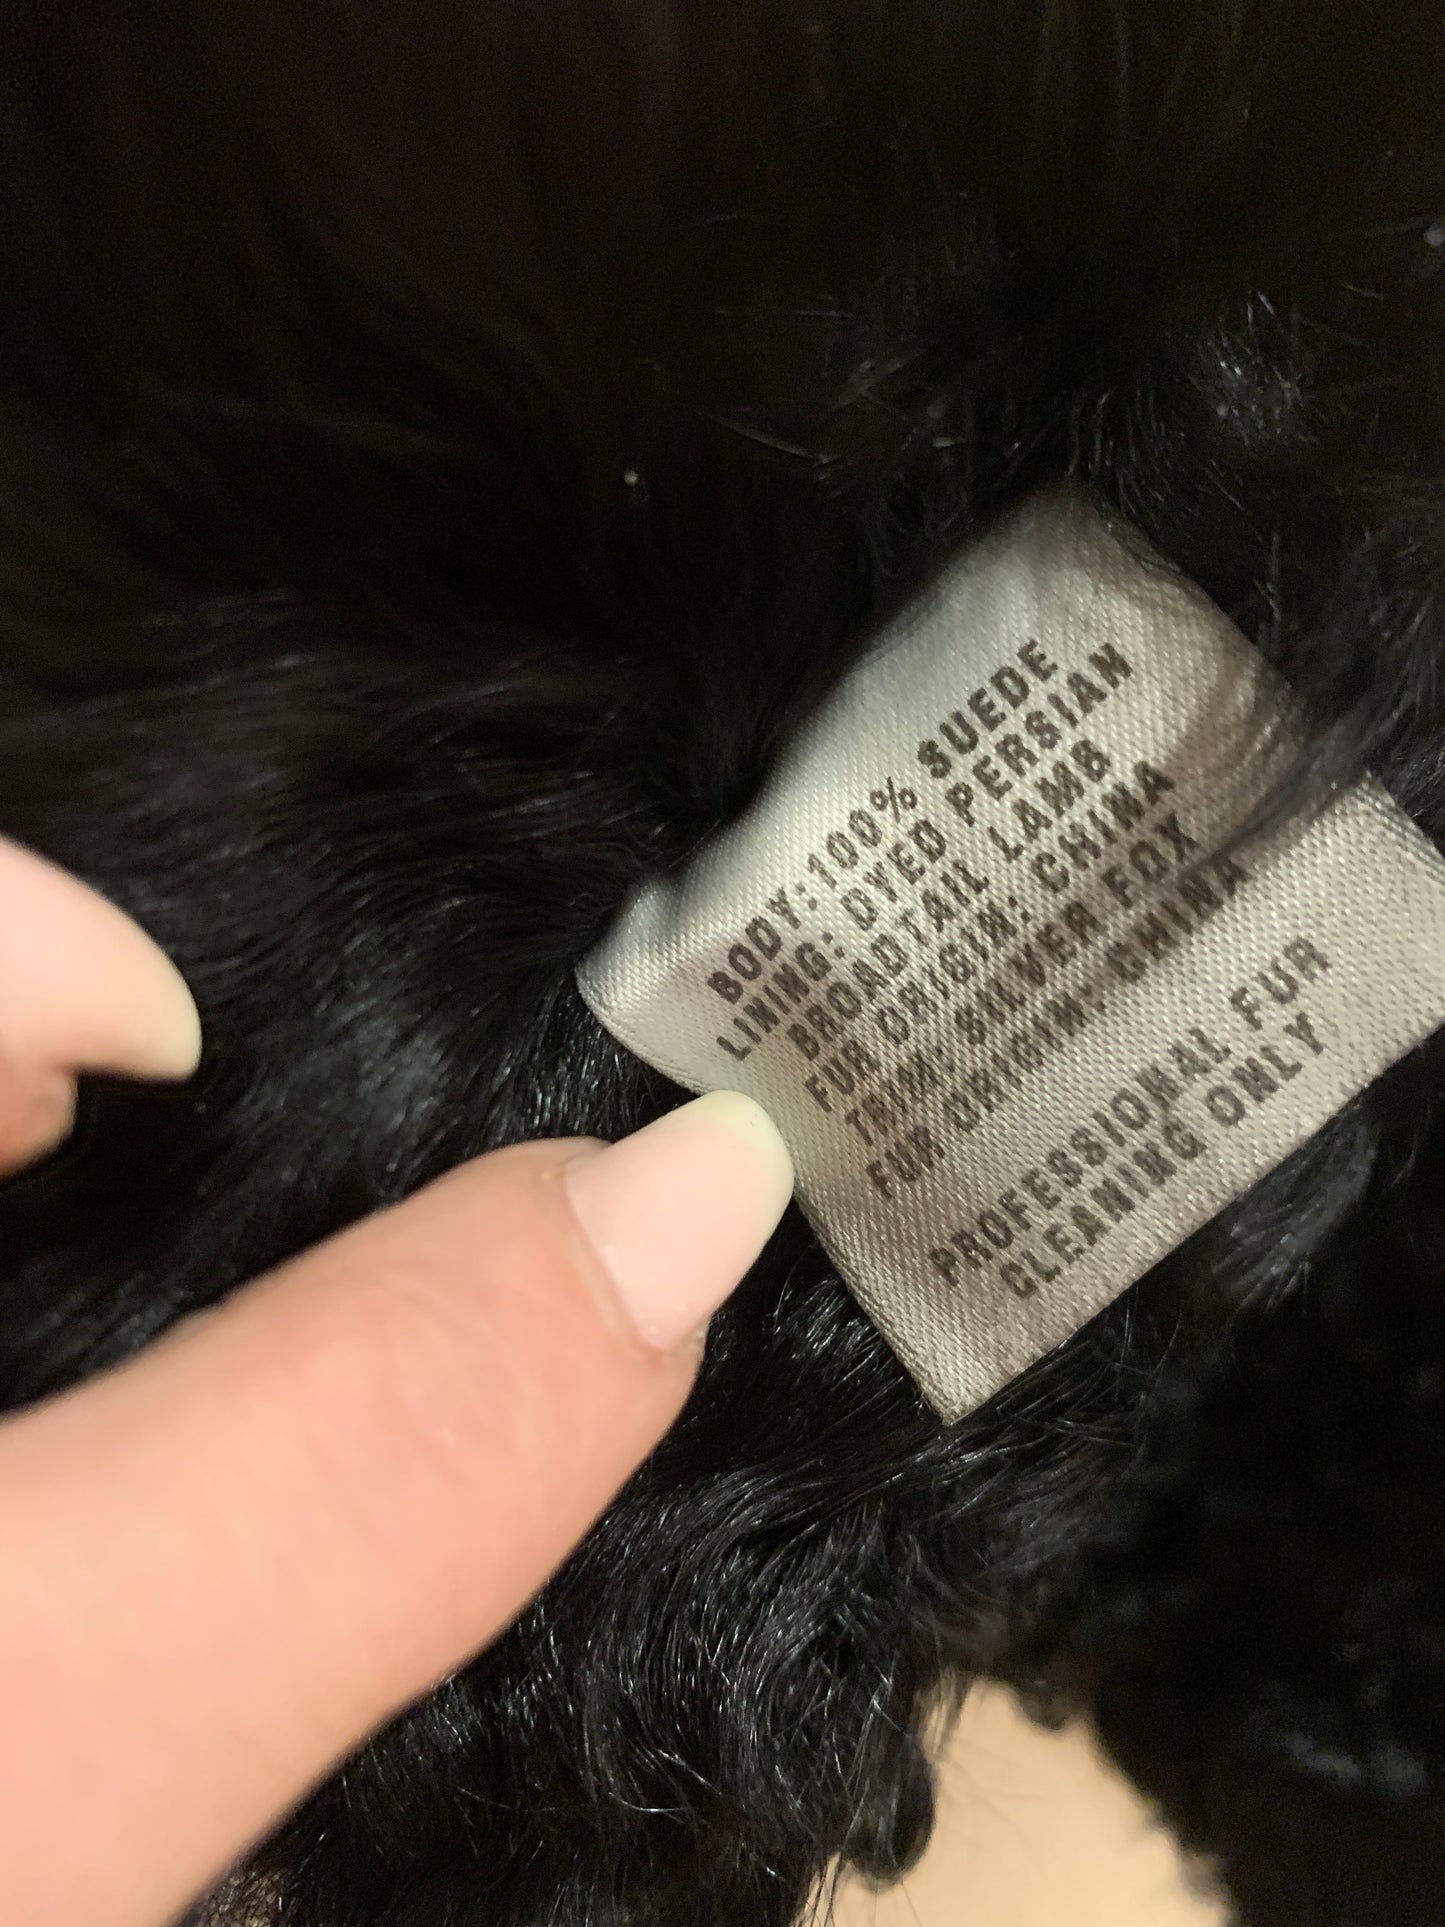 BODY:100% SUEDE
LINING: DYED PERSIAN
BROADTAIL LAMB
FUR ORIGIN: CHINA
TRIM: SILVER FOX
FUR ORIGIN: CHINA
PROFESSIONAL FUR
CLEANING ONLY